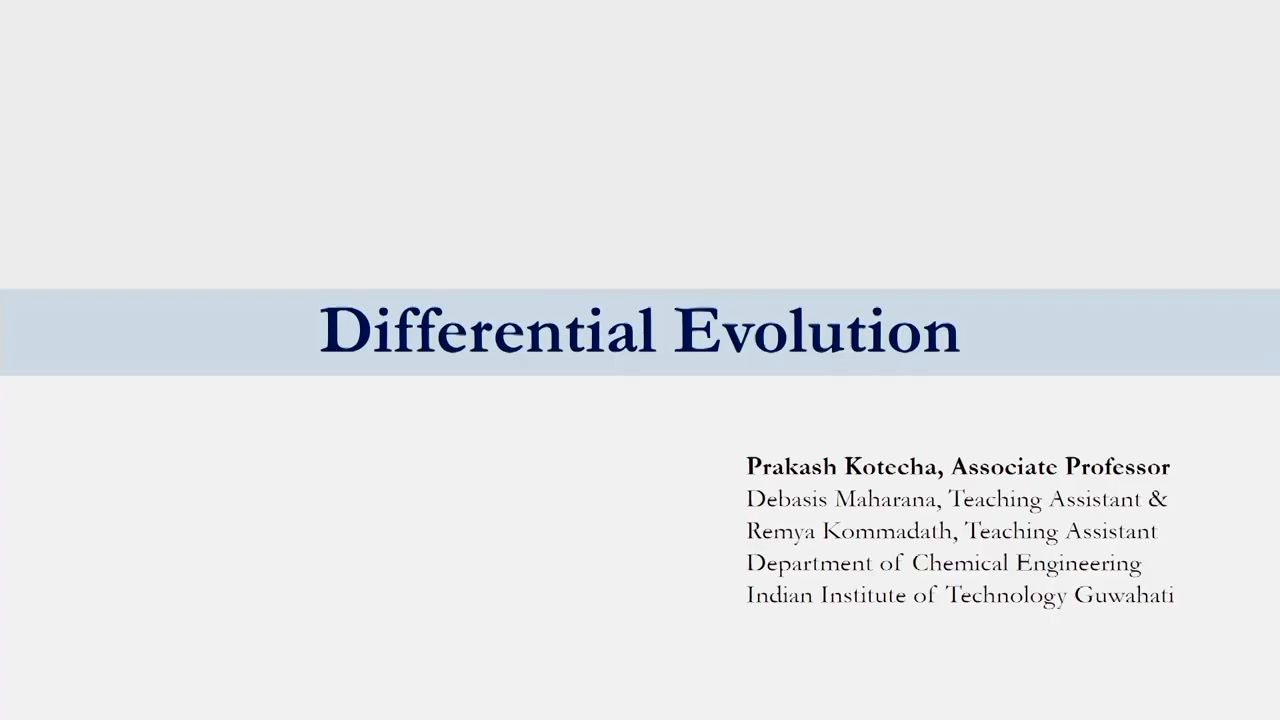 Differential Evolution
Prakash Kotecha, Associate Professor
Debasis Maharana, Teaching Assistant &
Remya Kommadath, Teaching Assistant
Department of Chemical Engineering
Indian Institute of Technology Guwahati